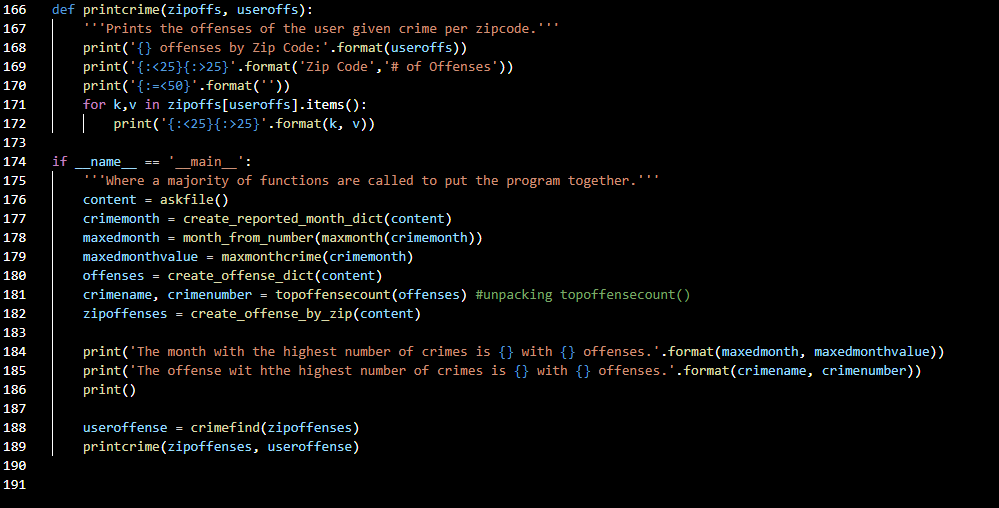 166 def printcrime(zipoffs, useroffs):
167     '''Prints the offenses of the user given crime per zipcode.'''
168     print('{} offenses by Zip Code:'.format(useroffs))
169     print('{:<25}{:>25}'.format('Zip Code','# of Offenses'))
170     print('{:=<50}'.format(''))
171     for k,v in zipoffs[useroffs].items():
172         print('{:<25}{:>25}'.format(k, v))
173
174 if __name__ == '__main__':
175     '''Where a majority of functions are called to put the program together.'''
176     content = askfile()
177     crimemonth = create_reported_month_dict(content)
178     maxedmonth = month_from_number(maxmonth(crimemonth))
179     maxedmonthvalue = maxmonthcrime(crimemonth)
180     offenses = create_offense_dict(content)
181     crimename, crimenumber = topoffensecount(offenses) #unpacking topoffensecount()
182     zipoffenses = create_offense_by_zip(content)
183
184     print('The month with the highest number of crimes is {} with {} offenses.'.format(maxedmonth, maxedmonthvalue))
185     print('The offense wit hthe highest number of crimes is {} with {} offenses.'.format(crimename, crimenumber))
186     print()
187
188     useroffense = crimefind(zipoffenses)
189     printcrime(zipoffenses, useroffense)
190
191